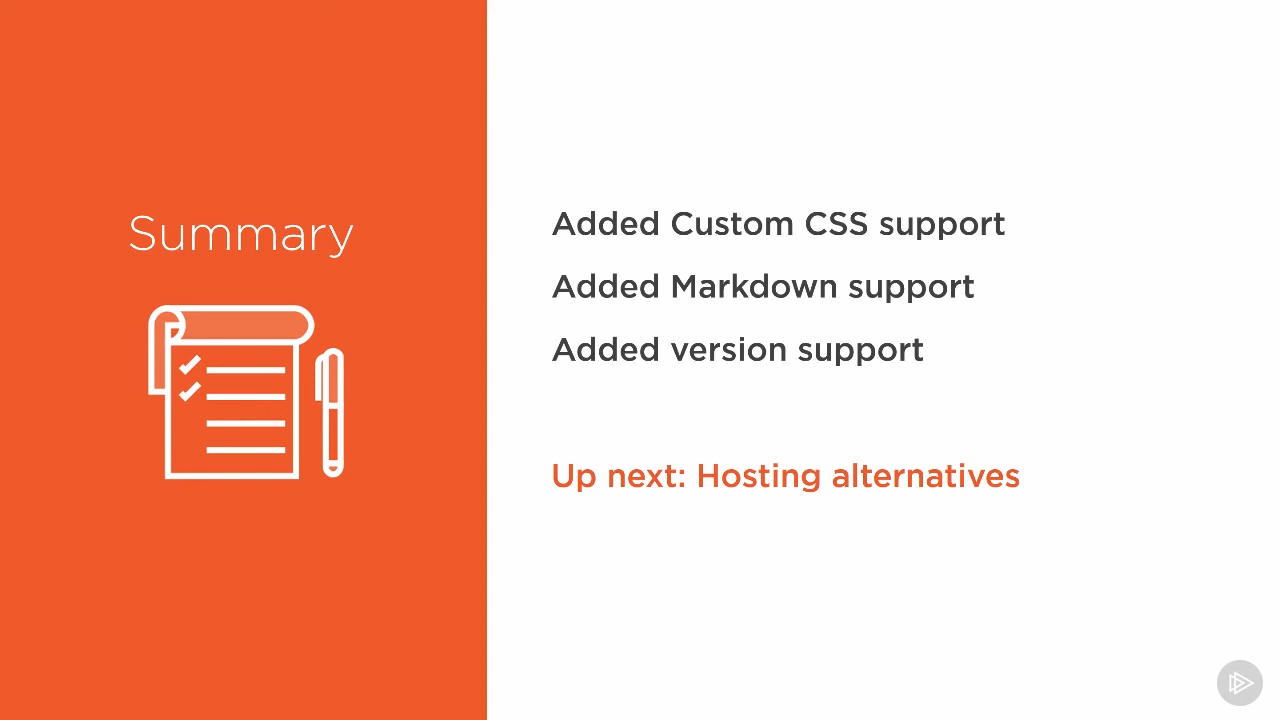 Summary
Added Custom CSS support
Added Markdown support
Added version support
Up next: Hosting alternatives